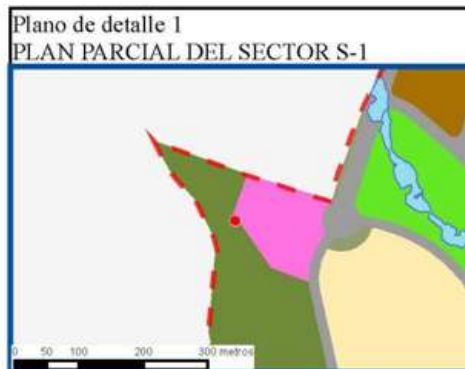 Plano de detalle 1
PLAN PARCIAL DEL SECTOR S-1
0 50 100 200 300 metros